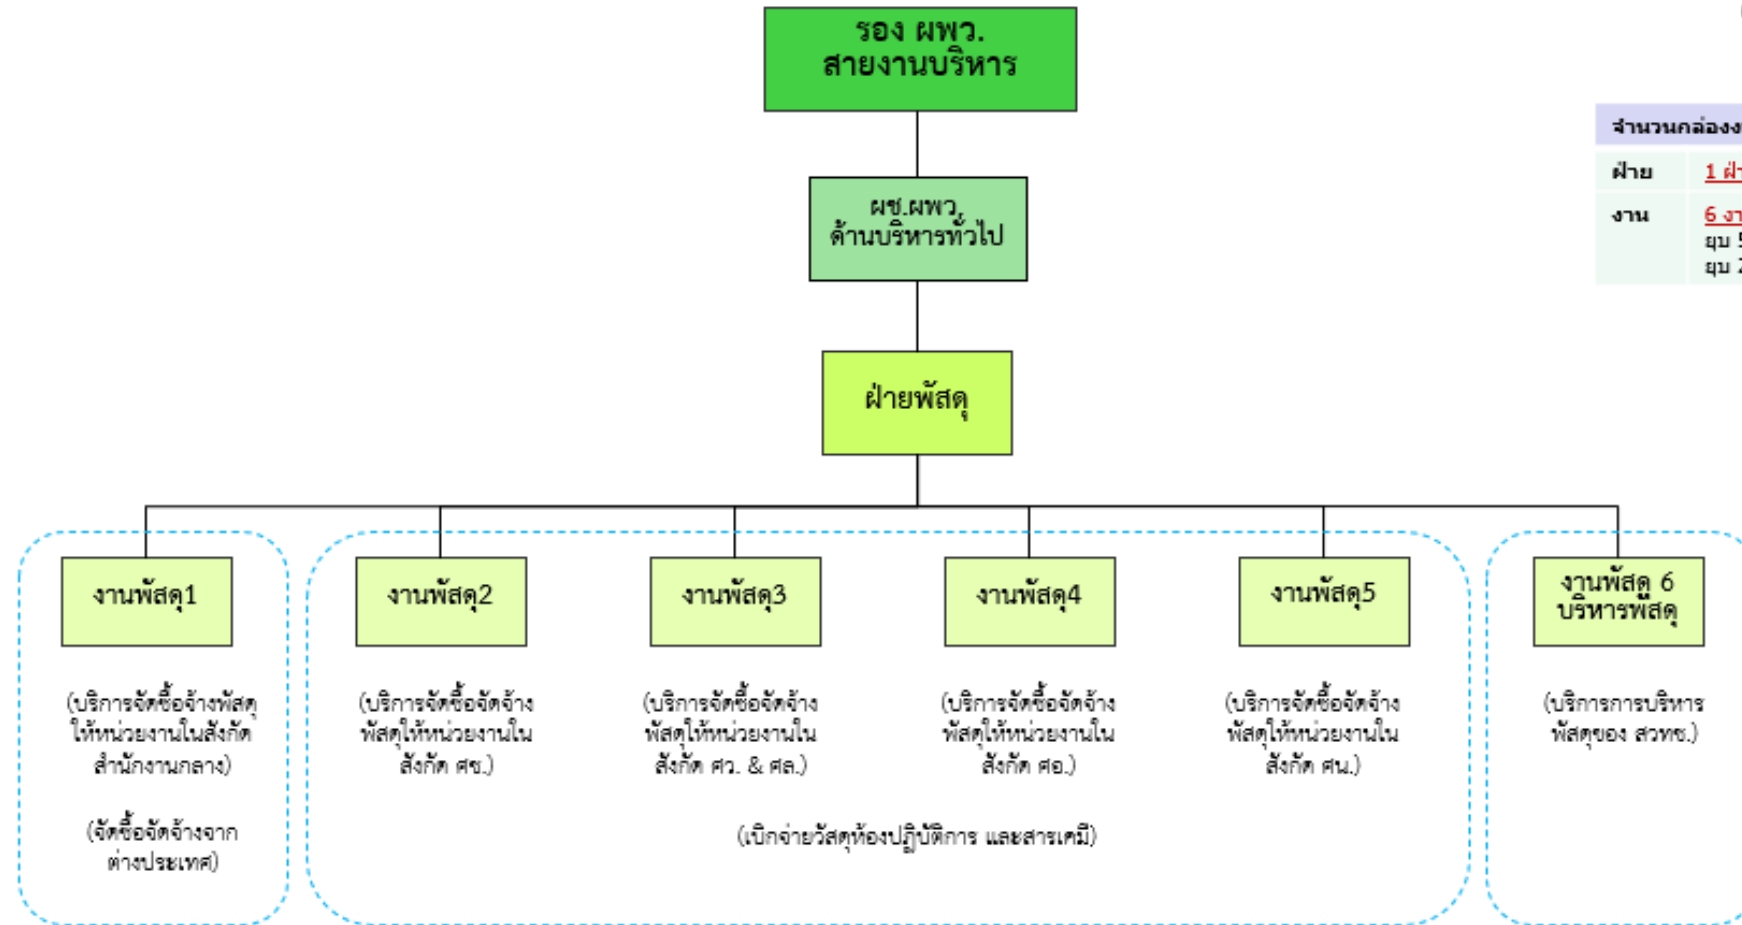 รอง ผพว.
สายงานบริหาร
จำนวนกล่อง
ผช.ผพว.
ด้านบริหารทั่วไป
ฝ่าย 1
งาน 6
ยุบ
ยุบ
ฝ่ายพัสดุ
งานพัสดุ1
งานพัสดุ2
งานพัสดุ3
งานพัสดุ4
งานพัสดุ5
งานพัสดุ 6
บริหารพัสดุ
(บริการจัดซื้อจ้างพัสดุ
ให้หน่วยงานในสังกัด
สำนักงานกลาง)
(จัดซื้อจัดจ้างจาก
ต่างประเทศ)
(บริการจัดซื้อจัดจ้าง
พัสดุให้หน่วยงานใน
สังกัด ศช.)
(บริการจัดซื้อจัดจ้าง
พัสดุให้หน่วยงานใน
สังกัด ศว. & ศล.)
(บริการจัดซื้อจัดจ้าง
พัสดุให้หน่วยงานใน
สังกัด ศอ.)
(บริการจัดซื้อจัดจ้าง
พัสดุให้หน่วยงานใน
สังกัด ศน.)
(เบิกจ่ายวัสดุห้องปฏิบัติการ และสารเคมี)
(บริการการบริหาร
พัสดุของ สวทช.)